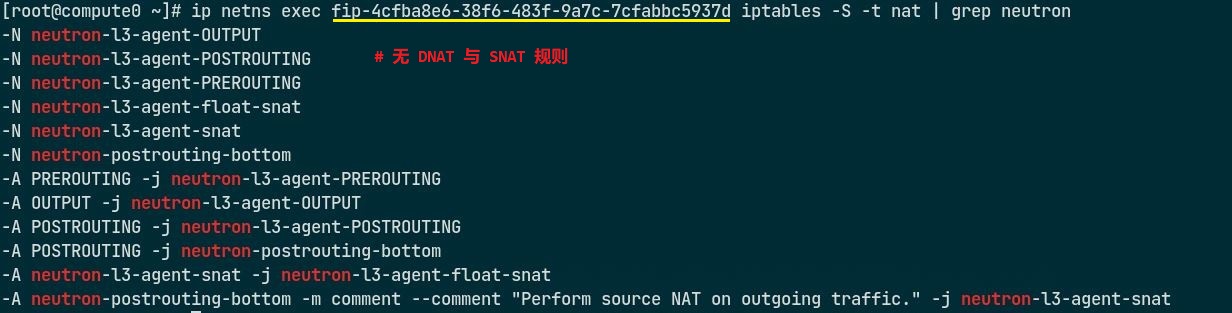 [root@compute0 ~]# ip netns exec fip-4cfba8e6-38f6-483f-9a7c-7cfabbc5937d iptables -S -t nat | grep neutron
-N neutron-l3-agent-OUTPUT
-N neutron-l3-agent-POSTROUTING # 无 DNAT 与 SNAT 规则
-N neutron-l3-agent-PREROUTING
-N neutron-l3-agent-float-snat
-N neutron-l3-agent-snat
-N neutron-postrouting-bottom
-A PREROUTING -j neutron-l3-agent-PREROUTING
-A OUTPUT -j neutron-l3-agent-OUTPUT
-A POSTROUTING -j neutron-l3-agent-POSTROUTING
-A POSTROUTING -j neutron-postrouting-bottom
-A neutron-l3-agent-snat -j neutron-l3-agent-float-snat
-A neutron-postrouting-bottom -m comment --comment "Perform source NAT on outgoing traffic." -j neutron-l3-agent-snat